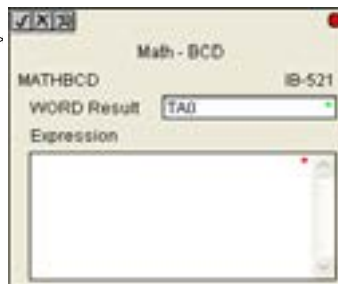 Math - BCD
MATHBCD IB-521
WORD Result TA0
Expression